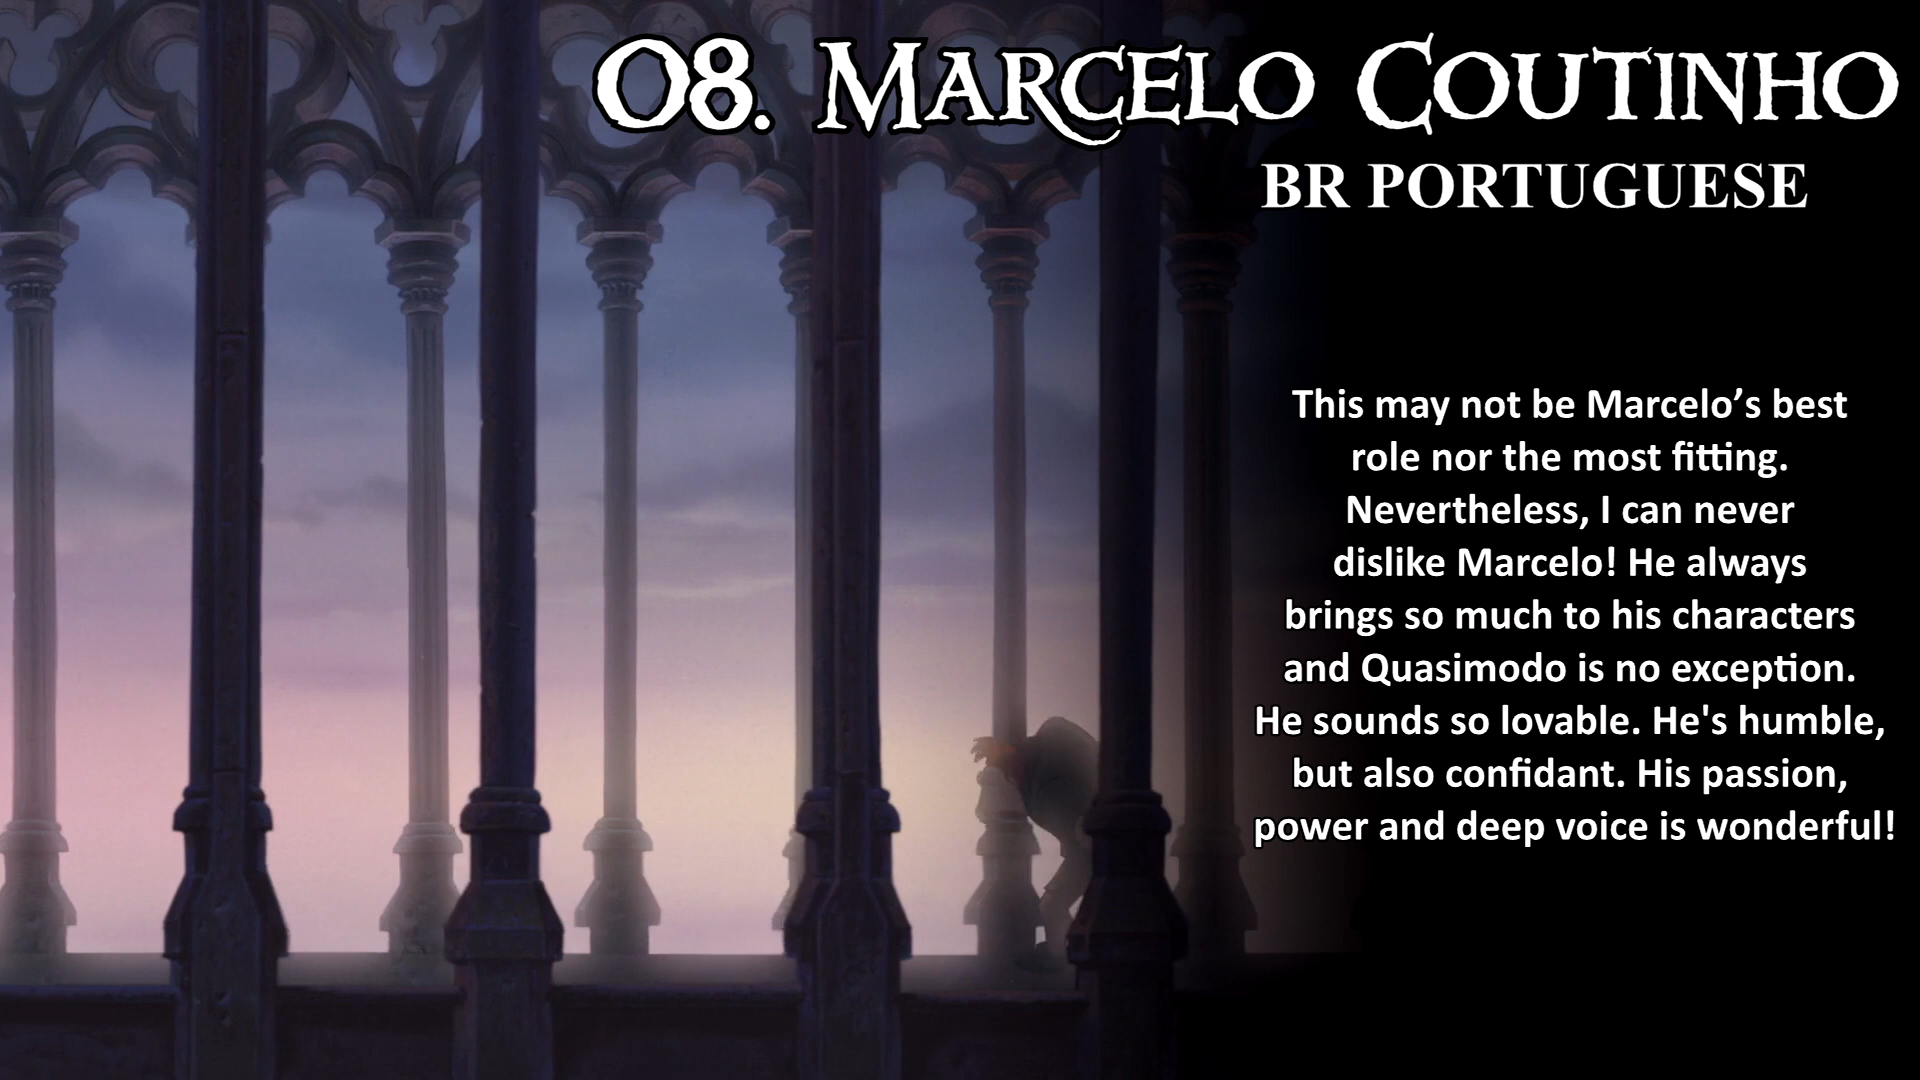 08. Marcelo Coutinho
BR PORTUGUESE
This may not be Marcelo’s best
role nor the most fitting.
Nevertheless, I can never
dislike Marcelo! He always
brings so much to his characters
and Quasimodo is no exception.
He sounds so lovable. He's humble,
but also confidant. His passion,
power and deep voice is wonderful!